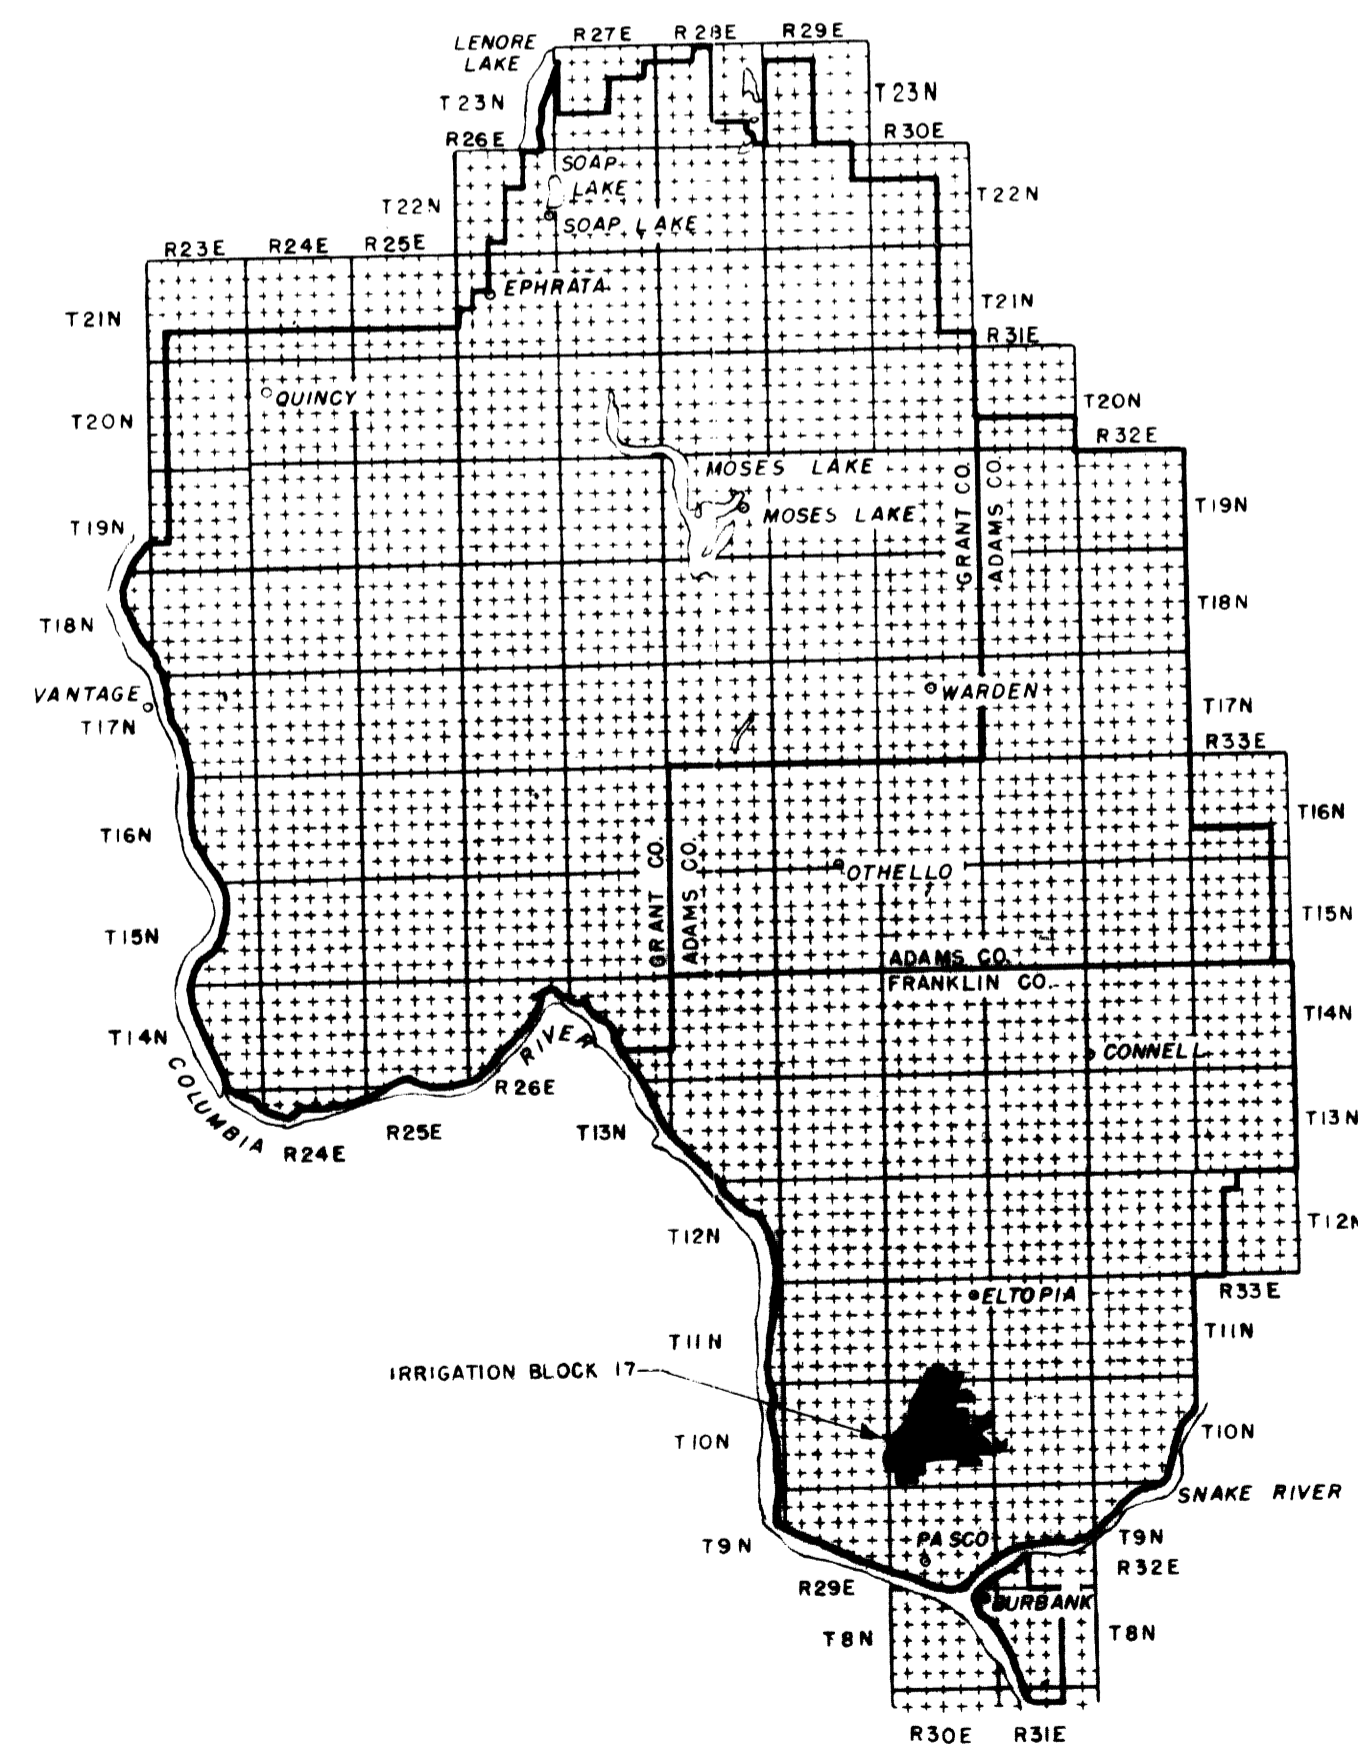 LENORE
LAKE
R27E
R28E
R29E
T23N
T23N
R26E
R30E
SOAP
LAKE
T22N
T22N
SOAP LAKE
R23E
R24E
R25E
EPHRATA
T21N
T21N
R31E
QUINCY
T20N
T20N
R32E
MOSES LAKE
MOSES LAKE
GRANT CO.
ADAMS CO.
T19N
T19N
T18N
T18N
VANTAGE
WARDEN
T17N
T17N
R33E
T16N
T16N
GRANT CO.
ADAMS CO.
OTHELLO
T15N
T15N
ADAMS CO.
FRANKLIN CO.
T14N
T14N
COLUMBIA
RIVER
CONNELL
R26E
R25E
R24E
T13N
T13N
T12N
T12N
ELTOPIA
R33E
T11N
T11N
IRRIGATION BLOCK 17
T10N
T10N
SNAKE RIVER
PASCO
T9N
T9N
R29E
R32E
BURBANK
T8N
T8N
R30E
R31E